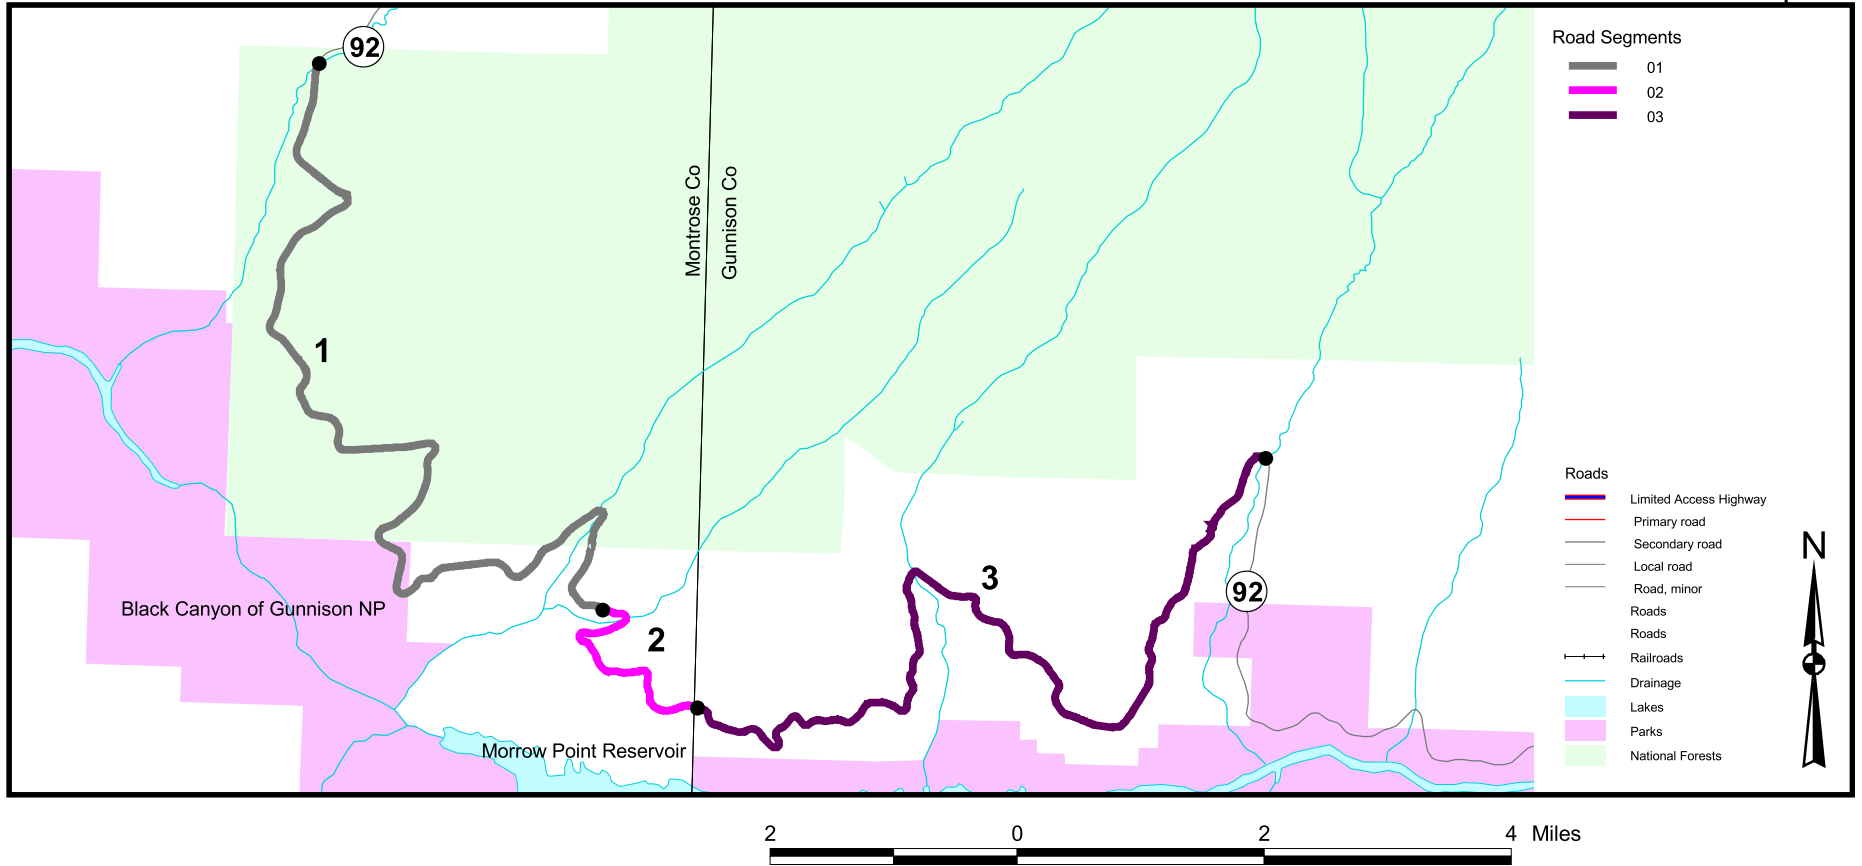 92
Road Segments
01
02
03
Montrose Co
Gunnison Co
1
Roads
Limited Access Highway
Primary road
Secondary road
Local road
Road, minor
Roads
Roads
Railroads
Drainage
Lakes
Parks
National Forests
N
3
92
Black Canyon of Gunnison NP
2
Morrow Point Reservoir
2 0 2 4 Miles